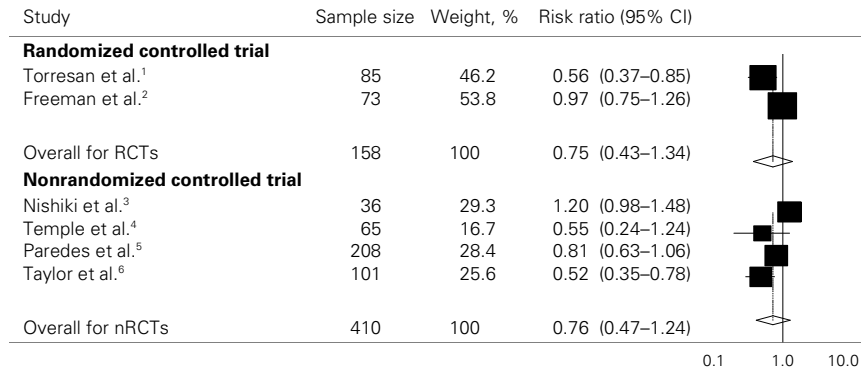 Study Sample size Weight, % Risk ratio (95% CI)
Randomized controlled trial
Torresan et al.¹ 85 46.2 0.56 (0.37–0.85)
Freeman et al.² 73 53.8 0.97 (0.75–1.26)
Overall for RCTs 158 100 0.75 (0.43–1.34)
Nonrandomized controlled trial
Nishiki et al.³ 36 29.3 1.20 (0.98–1.48)
Temple et al.⁴ 65 16.7 0.55 (0.24–1.24)
Paredes et al.⁵ 208 28.4 0.81 (0.63–1.06)
Taylor et al.⁶ 101 25.6 0.52 (0.35–0.78)
Overall for nRCTs 410 100 0.76 (0.47–1.24)
0.1 1.0 10.0